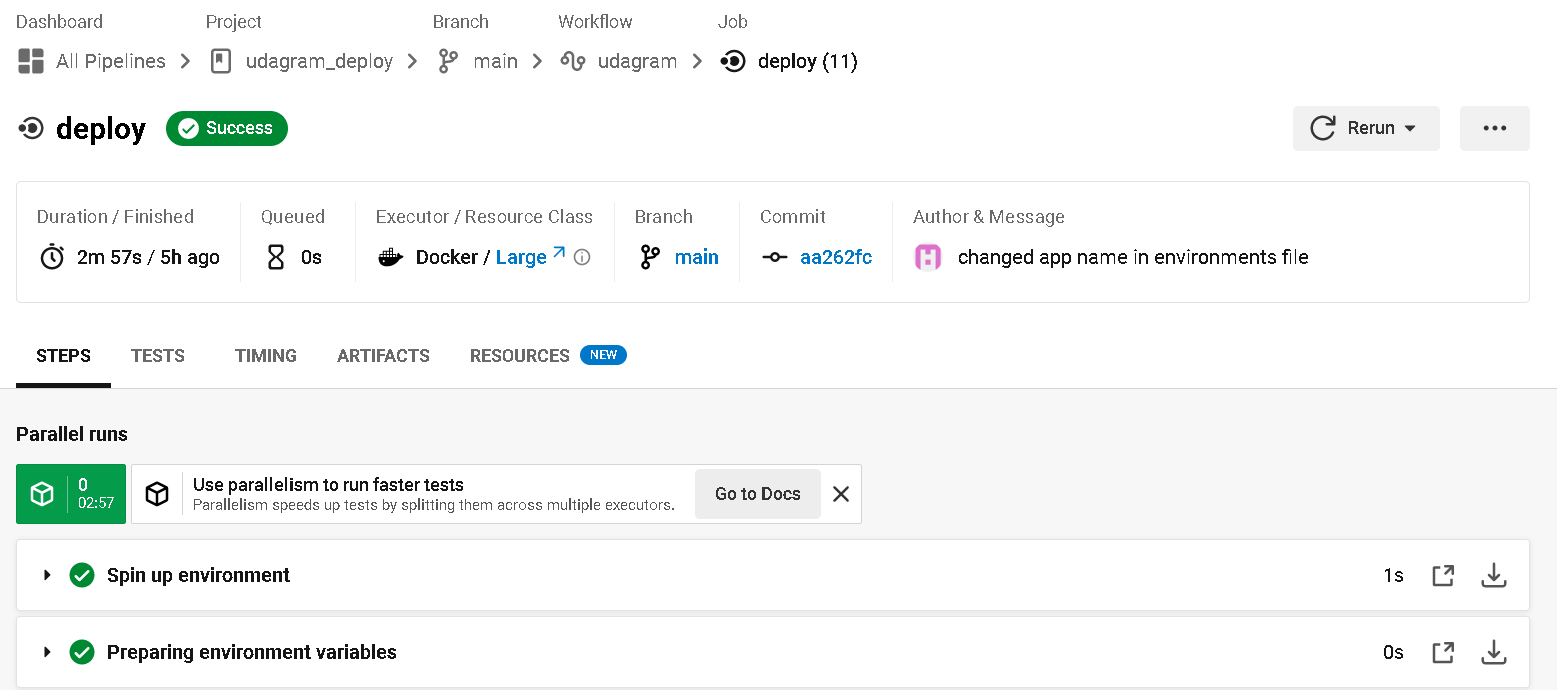 Dashboard Project Branch Workflow Job
All Pipelines udagram_deploy main udagram deploy (11)
deploy Success Rerun
Duration / Finished Queued Executor / Resource Class Branch Commit Author & Message
2m 57s / 5h ago 0s Docker / Large main aa262fc changed app name in environments file
STEPS TESTS TIMING ARTIFACTS RESOURCES NEW
Parallel runs
0
02:57
Use parallelism to run faster tests
Parallelism speeds up tests by splitting them across multiple executors.
Go to Docs
Spin up environment 1s
Preparing environment variables 0s